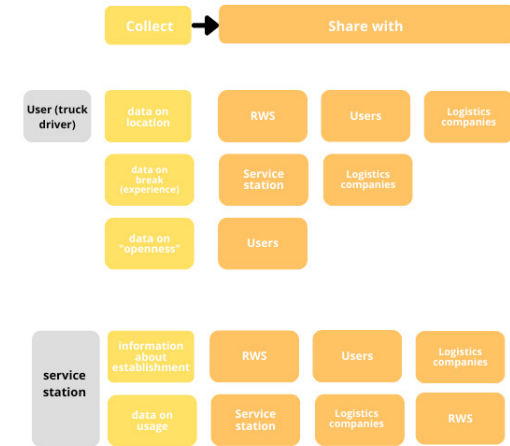 Collect
Share with
User (truck
driver)
data on
location
RWS
Users
Logistics
companies
data on
break
(experience)
Service
station
Logistics
companies
data on
"openness"
Users
service
station
information
about
establishment
RWS
Users
Logistics
companies
data on
usage
Service
station
Logistics
companies
RWS